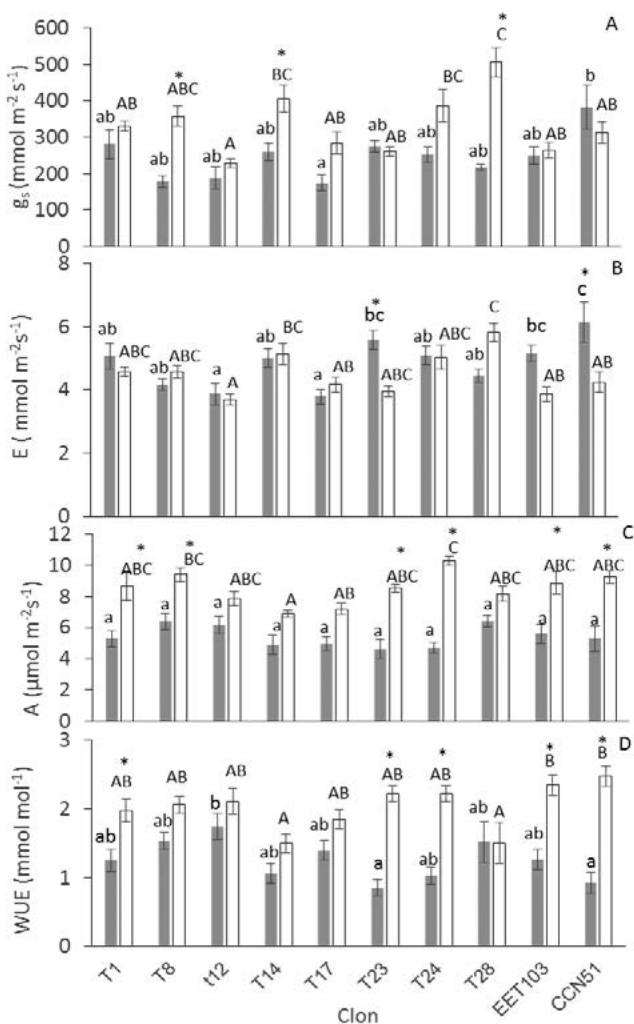 A
g_s (mmol m⁻² s⁻¹)
600
500
400
300
200
100
0
ab AB
ab ABC *
ab A
ab BC *
a AB
ab AB
ab BC
ab C *
ab AB
b AB
B
E ( mmol m⁻²s⁻¹)
8
6
4
2
0
ab ABC
ab ABC
a A
ab BC
a AB
bc * ABC
ab ABC
ab C
bc AB
c * AB
C
A (µmol m⁻²s⁻¹)
12
10
8
6
4
2
0
a ABC *
a BC *
a ABC
a A
a AB
a ABC *
a C *
a ABC
a ABC *
a ABC *
D
WUE (mmol mol⁻¹)
3
2
1
0
ab AB *
ab AB
b AB
ab A
ab AB
a AB *
ab AB *
ab A
ab B *
a B *
T1 T8 t12 T14 T17 T23 T24 T28 EET103 CCN51
Clon